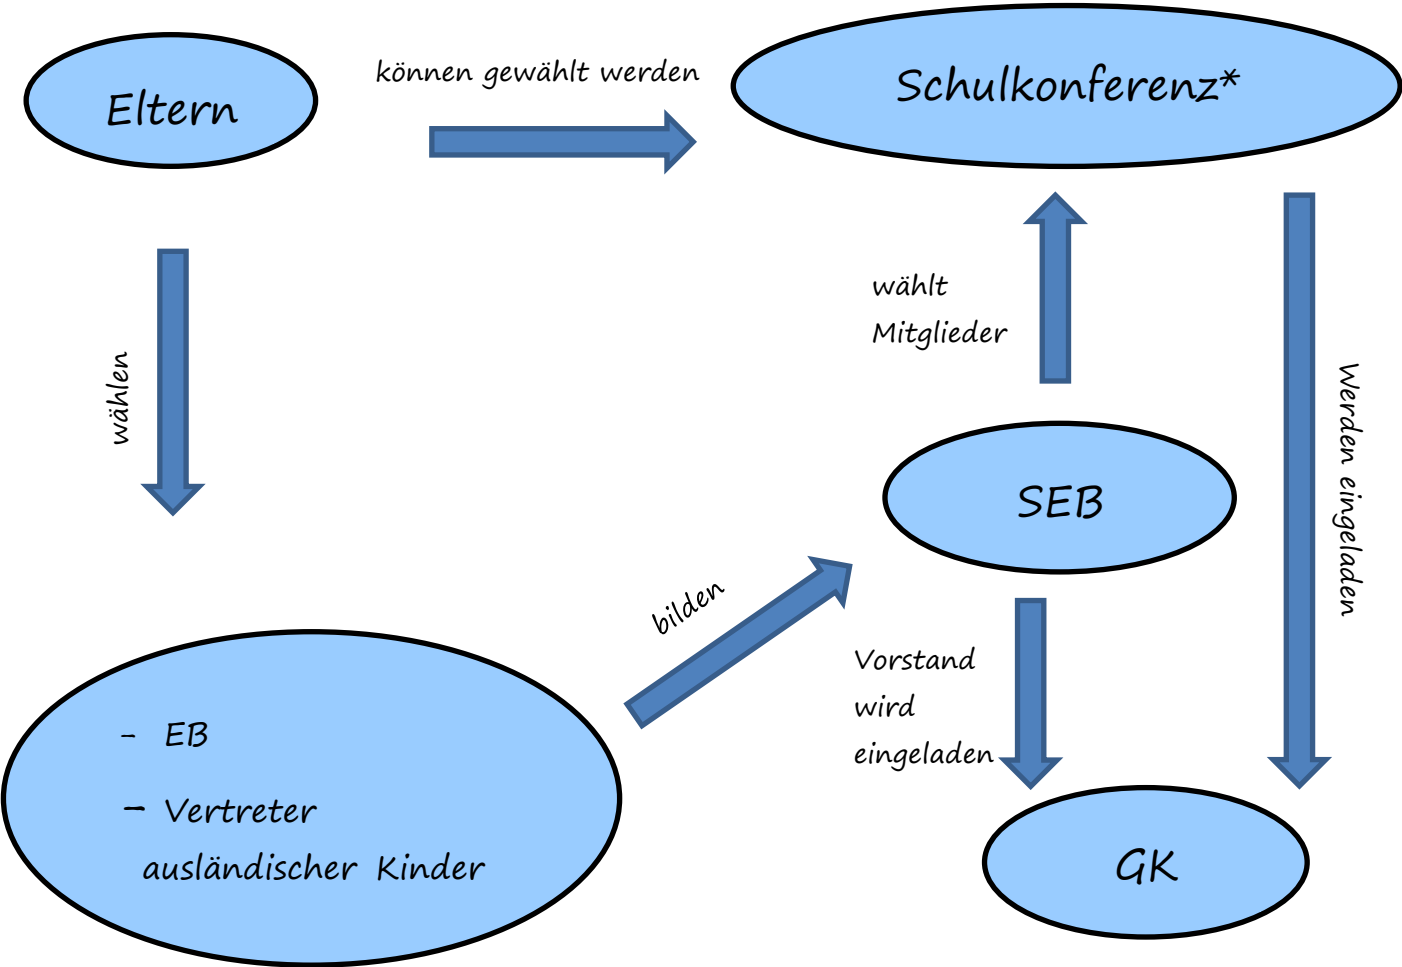 Eltern
können gewählt werden
Schulkonferenz*
wählen
wählt
Mitglieder
Werden eingeladen
SEB
bilden
Vorstand
wird
eingeladen
- EB
- Vertreter
ausländischer Kinder
GK